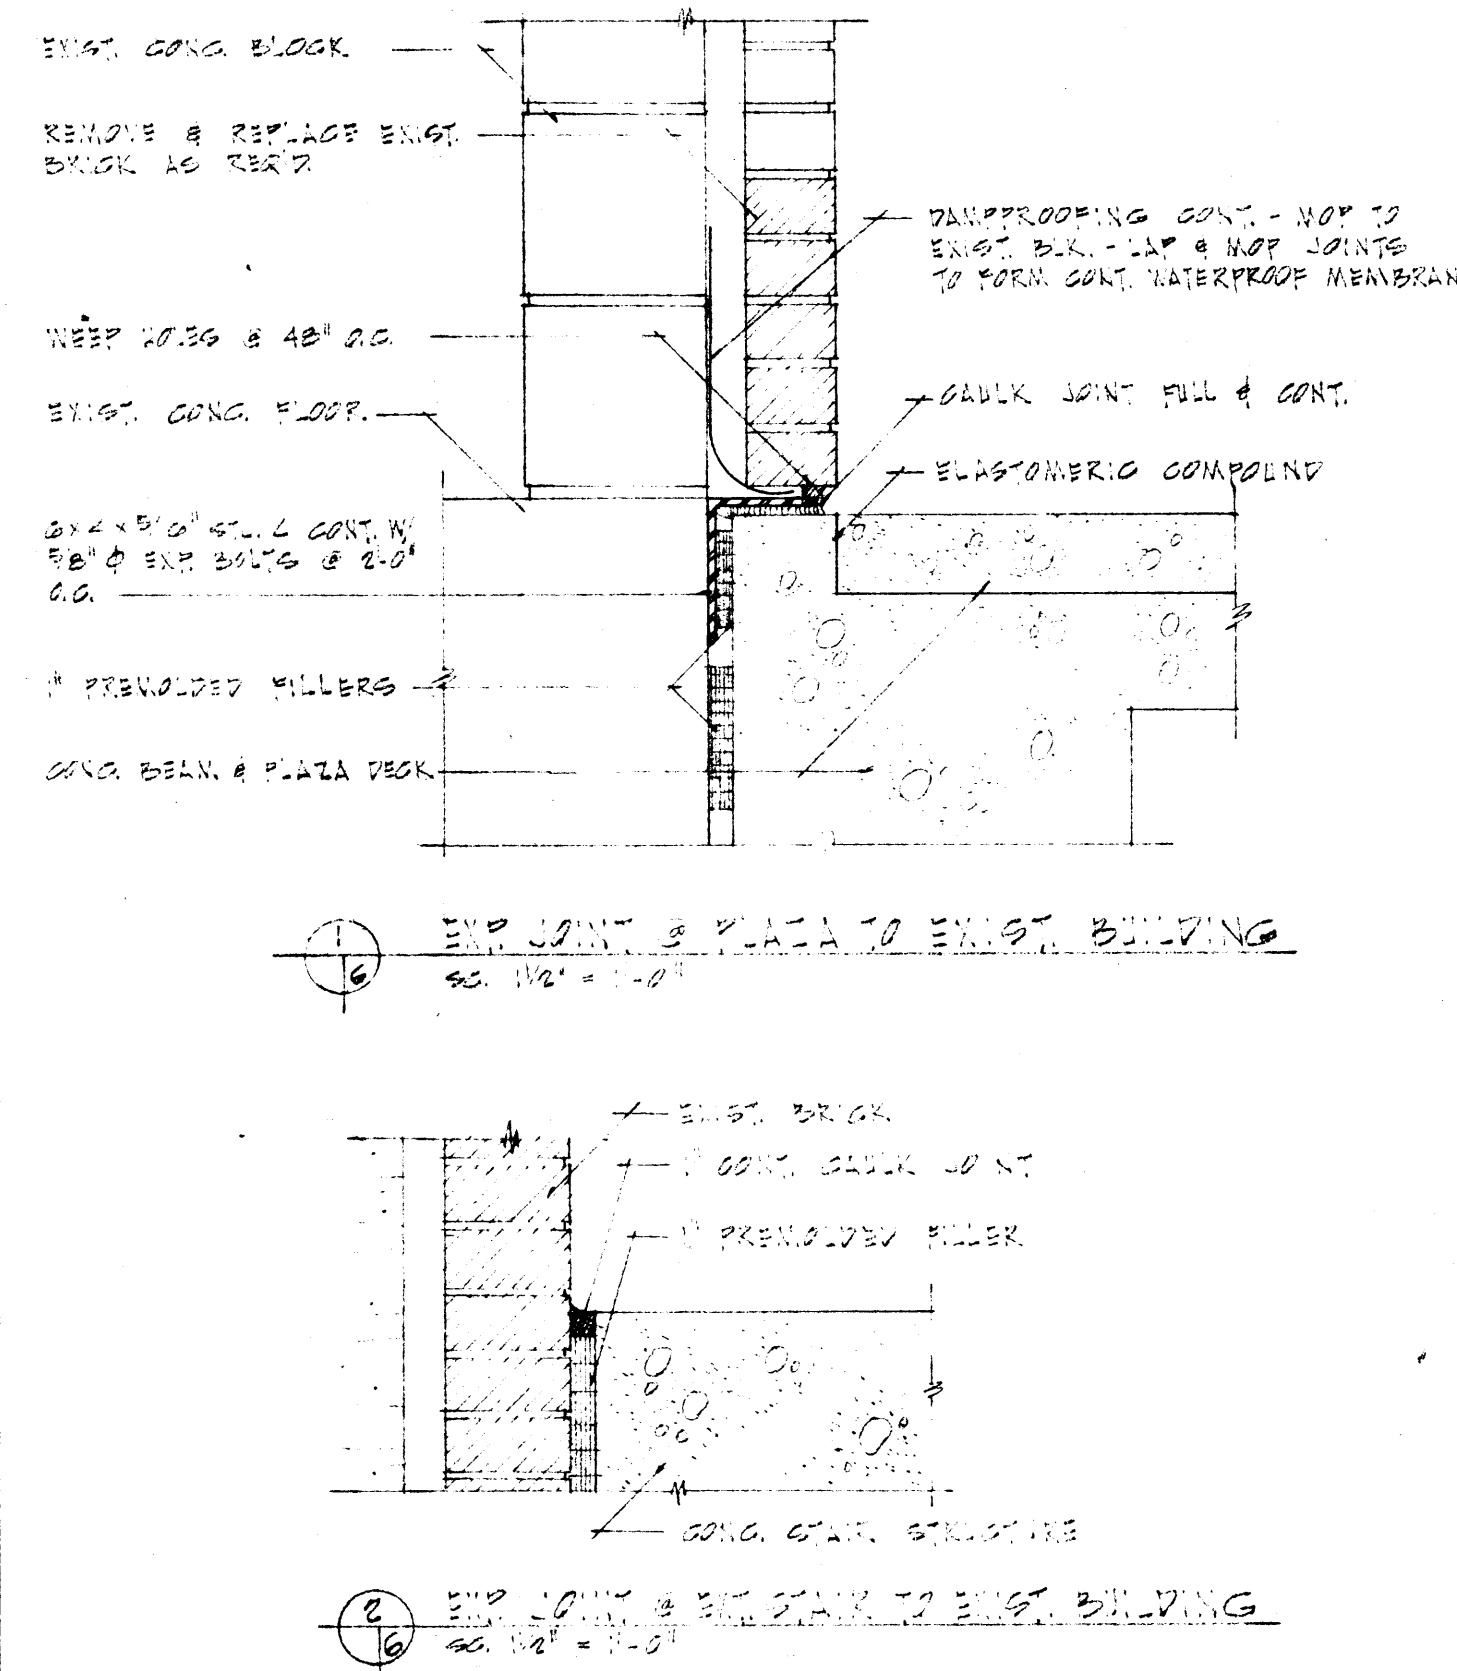 EXIST. CONC. BLOCK
REMOVE & REPLACE EXIST.
BRICK AS REQ'D.
WEEP HOLES @ 48" O.C.
EXIST. CONC. FLOOR.
6 x 4 x 5/16" STL. L CONT. W/
5/8" Φ EXP. BOLTS @ 2'-0"
O.C.
1" PREMOLDED FILLERS
CONC. BEAM & PLAZA DECK
DAMPPROOFING CONT. - MOP TO
EXIST. BLK. - LAP & MOP JOINTS
TO FORM CONT. WATERPROOF MEMBRAN
CAULK JOINT FULL & CONT.
ELASTOMERIC COMPOUND
1
6
EXP. JOINT @ PLAZA TO EXIST. BUILDING
SC. 1 1/2" = 1'-0"
EXIST. BRICK
1" CONT. CAULK JOINT
1" PREMOLDED FILLER
CONC. STAIR STRUCTURE
2
6
EXP. JOINT @ EXT. STAIR TO EXIST. BUILDING
SC. 1 1/2" = 1'-0"